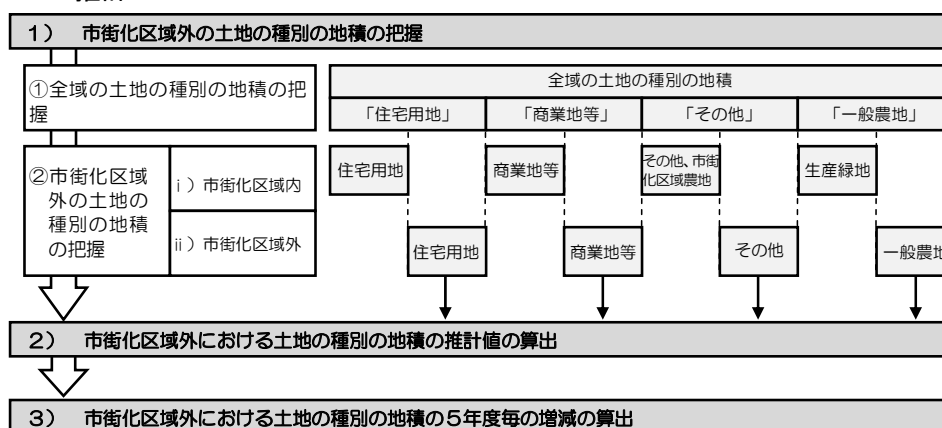 1） 市街化区域外の土地の種別の地積の把握
①全域の土地の種別の地積の把
握
全域の土地の種別の地積
「住宅用地」 「商業地等」 「その他」 「一般農地」
②市街化区域
外の土地の
種別の地積
の把握
ⅰ）市街化区域内
住宅用地 商業地等 その他、市街
化区域農地 生産緑地
ⅱ）市街化区域外
住宅用地 商業地等 その他 一般農地
2） 市街化区域外における土地の種別の地積の推計値の算出
3） 市街化区域外における土地の種別の地積の5年度毎の増減の算出